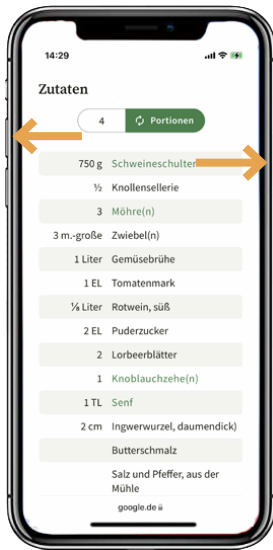 14:29
Zutaten
4 Portionen
750 g Schweineschulter
½ Knollensellerie
3 Möhre(n)
3 m.-große Zwiebel(n)
1 Liter Gemüsebrühe
1 EL Tomatenmark
⅛ Liter Rotwein, süß
2 EL Puderzucker
2 Lorbeerblätter
1 Knoblauchzehe(n)
1 TL Senf
2 cm Ingwerwurzel, daumendick)
Butterschmalz
Salz und Pfeffer, aus der
Mühle
google.de